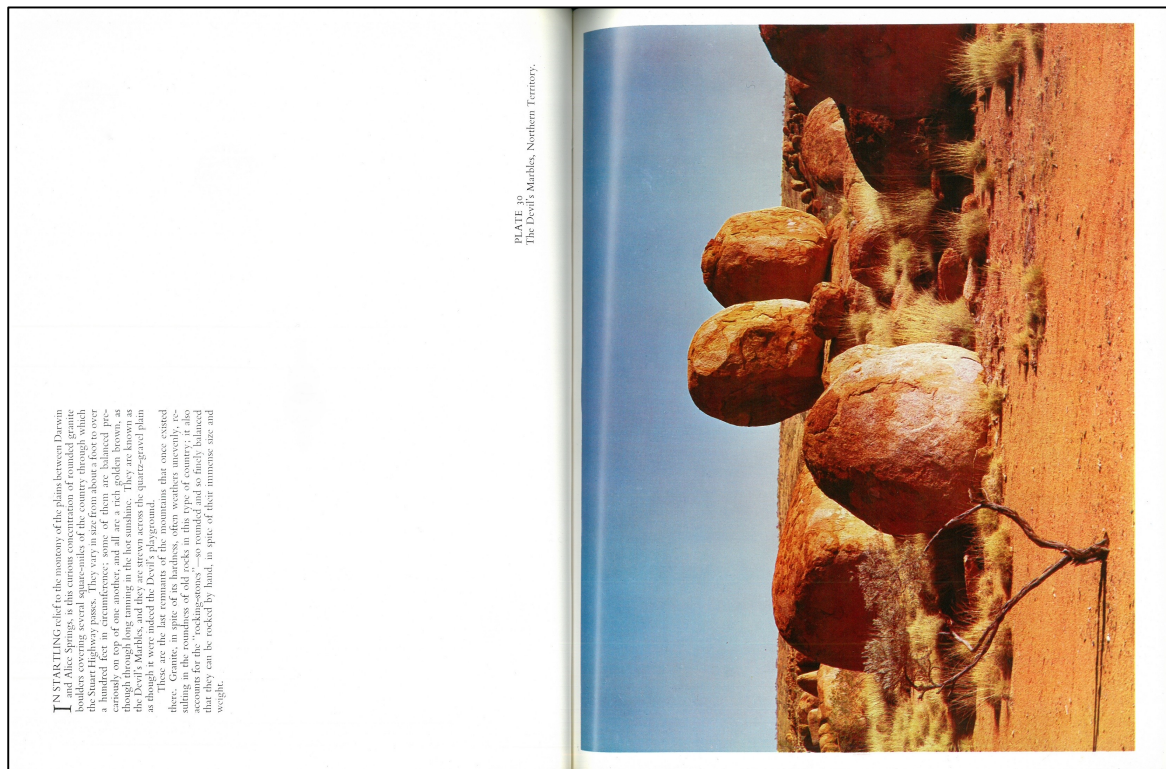 IN STARTLING relief to the montony of the plains between Darwin
and Alice Springs, is this curious concentration of rounded granite
boulders covering several square-miles of the country through which
the Stuart Highway passes. They vary in size from about a foot to over
a hundred feet in circumference; some of them are balanced pre-
cariously on top of one another, and all are a rich golden brown, as
though through long tanning in the hot sunshine. They are known as
the Devil's Marbles, and they are strewn across the quartz-gravel plain
as though it were indeed the Devil's playground.
These are the last remnants of the mountains that once existed
there. Granite, in spite of its hardness, often weathers unevenly, re-
sulting in the roundness of old rocks in this type of country; it also
accounts for the "rocking-stones"—so rounded and so finely balanced
that they can be rocked by hand, in spite of their immense size and
weight.
PLATE 30
The Devil's Marbles, Northern Territory.